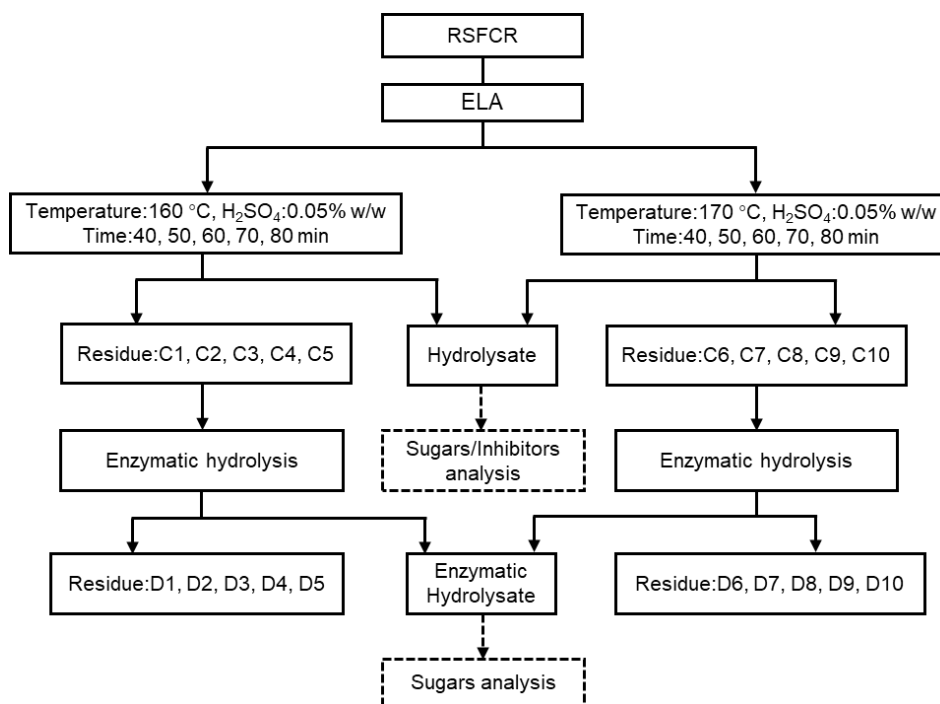 RSFCR
ELA
Temperature:160 °C, H₂SO₄:0.05% w/w
Time:40, 50, 60, 70, 80 min
Temperature:170 °C, H₂SO₄:0.05% w/w
Time:40, 50, 60, 70, 80 min
Residue:C1, C2, C3, C4, C5
Hydrolysate
Residue:C6, C7, C8, C9, C10
Enzymatic hydrolysis
Sugars/Inhibitors
analysis
Enzymatic hydrolysis
Residue:D1, D2, D3, D4, D5
Enzymatic
Hydrolysate
Residue:D6, D7, D8, D9, D10
Sugars analysis